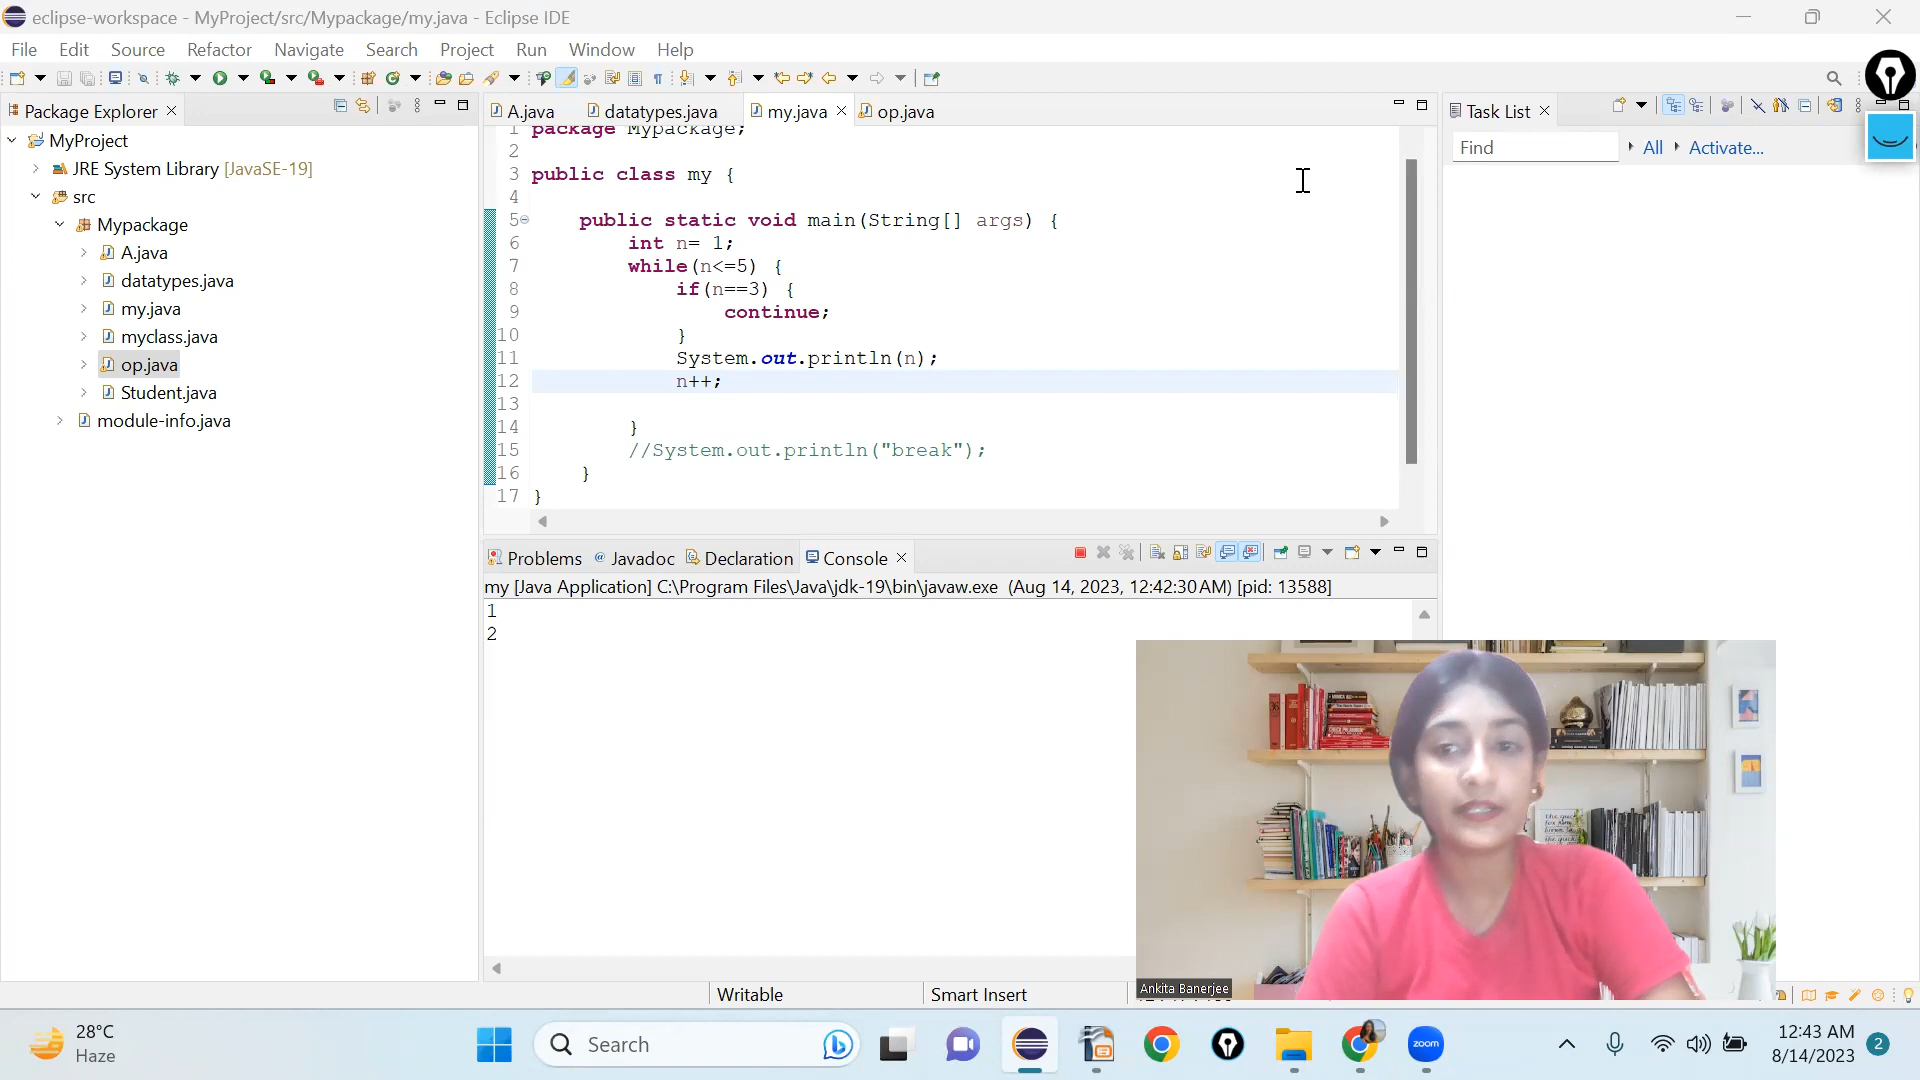 eclipse-workspace - MyProject/src/Mypackage/my.java - Eclipse IDE
File Edit Source Refactor Navigate Search Project Run Window Help
Package Explorer
MyProject
JRE System Library [JavaSE-19]
src
Mypackage
A.java
datatypes.java
my.java
myclass.java
op.java
Student.java
module-info.java
A.java datatypes.java my.java op.java
1 package Mypackage;
2
3 public class my {
4
5 public static void main(String[] args) {
6 int n= 1;
7 while(n<=5) {
8 if(n==3) {
9 continue;
10 }
11 System.out.println(n);
12 n++;
13
14 }
15 //System.out.println("break");
16 }
17 }
Task List
Find All Activate...
Problems @ Javadoc Declaration Console
my [Java Application] C:\Program Files\Java\jdk-19\bin\javaw.exe (Aug 14, 2023, 12:42:30 AM) [pid: 13588]
1
2
Ankita Banerjee
Writable Smart Insert
28°C
Haze
Search
zoom
12:43 AM
8/14/2023
2